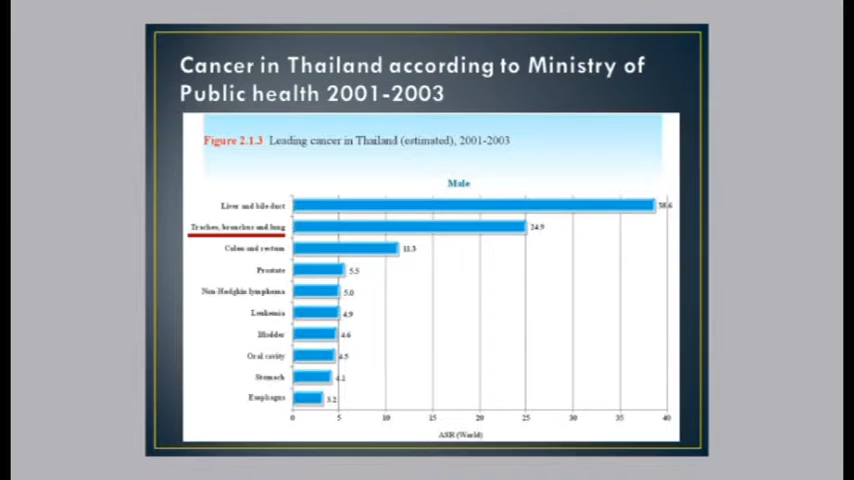 Cancer in Thailand according to Ministry of
Public health 2001-2003
Figure 2.1.3 Leading cancer in Thailand (estimated), 2001-2003
Male
Liver and bile duct 38.6
Trachea, bronchus and lung 24.9
Colon and rectum 11.3
Prostate 5.5
Non-Hodgkin lymphoma 5.0
Leukemia 4.9
Bladder 4.6
Oral cavity 4.5
Stomach 4.1
Esophagus 3.2
0 5 10 15 20 25 30 35 40
ASR (World)